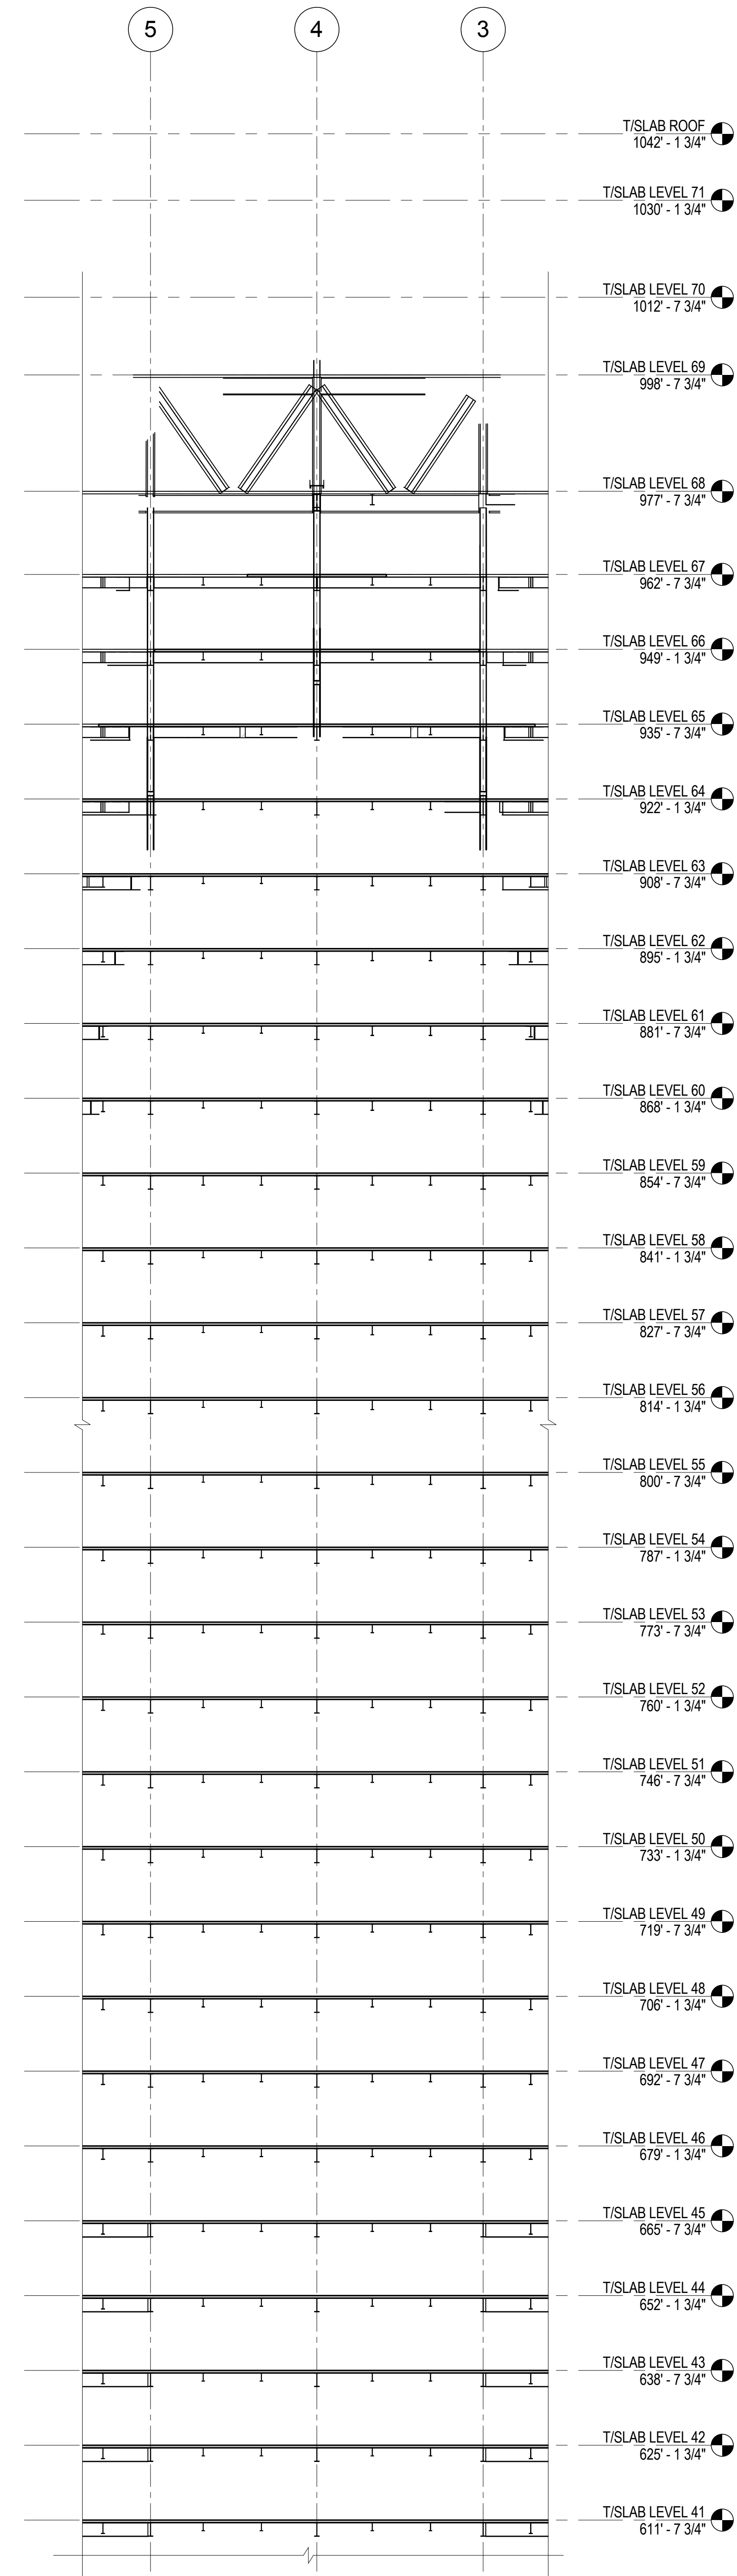 5 4 3
T/SLAB ROOF
1042' - 1 3/4"
T/SLAB LEVEL 71
1030' - 1 3/4"
T/SLAB LEVEL 70
1012' - 7 3/4"
T/SLAB LEVEL 69
998' - 7 3/4"
T/SLAB LEVEL 68
977' - 7 3/4"
T/SLAB LEVEL 67
962' - 7 3/4"
T/SLAB LEVEL 66
949' - 1 3/4"
T/SLAB LEVEL 65
935' - 7 3/4"
T/SLAB LEVEL 64
922' - 1 3/4"
T/SLAB LEVEL 63
908' - 7 3/4"
T/SLAB LEVEL 62
895' - 1 3/4"
T/SLAB LEVEL 61
881' - 7 3/4"
T/SLAB LEVEL 60
868' - 1 3/4"
T/SLAB LEVEL 59
854' - 7 3/4"
T/SLAB LEVEL 58
841' - 1 3/4"
T/SLAB LEVEL 57
827' - 7 3/4"
T/SLAB LEVEL 56
814' - 1 3/4"
T/SLAB LEVEL 55
800' - 7 3/4"
T/SLAB LEVEL 54
787' - 1 3/4"
T/SLAB LEVEL 53
773' - 7 3/4"
T/SLAB LEVEL 52
760' - 1 3/4"
T/SLAB LEVEL 51
746' - 7 3/4"
T/SLAB LEVEL 50
733' - 1 3/4"
T/SLAB LEVEL 49
719' - 7 3/4"
T/SLAB LEVEL 48
706' - 1 3/4"
T/SLAB LEVEL 47
692' - 7 3/4"
T/SLAB LEVEL 46
679' - 1 3/4"
T/SLAB LEVEL 45
665' - 7 3/4"
T/SLAB LEVEL 44
652' - 1 3/4"
T/SLAB LEVEL 43
638' - 7 3/4"
T/SLAB LEVEL 42
625' - 1 3/4"
T/SLAB LEVEL 41
611' - 7 3/4"